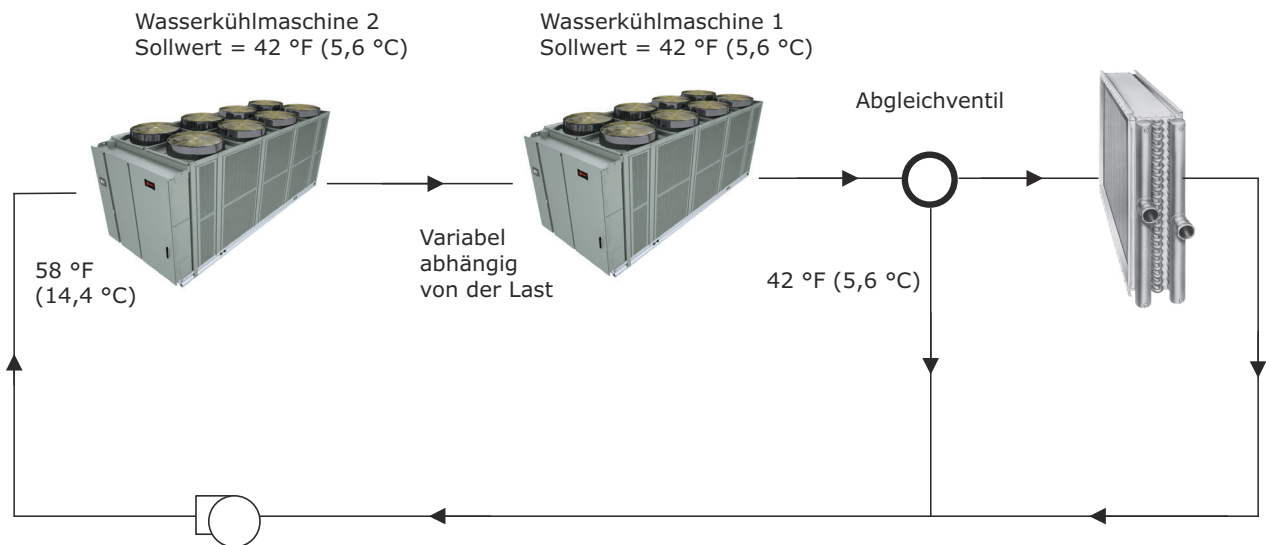 Wasserkühlmaschine 2
Sollwert = 42 °F (5,6 °C)
Wasserkühlmaschine 1
Sollwert = 42 °F (5,6 °C)
Abgleichventil
58 °F
(14,4 °C)
Variabel
abhängig
von der Last
42 °F (5,6 °C)